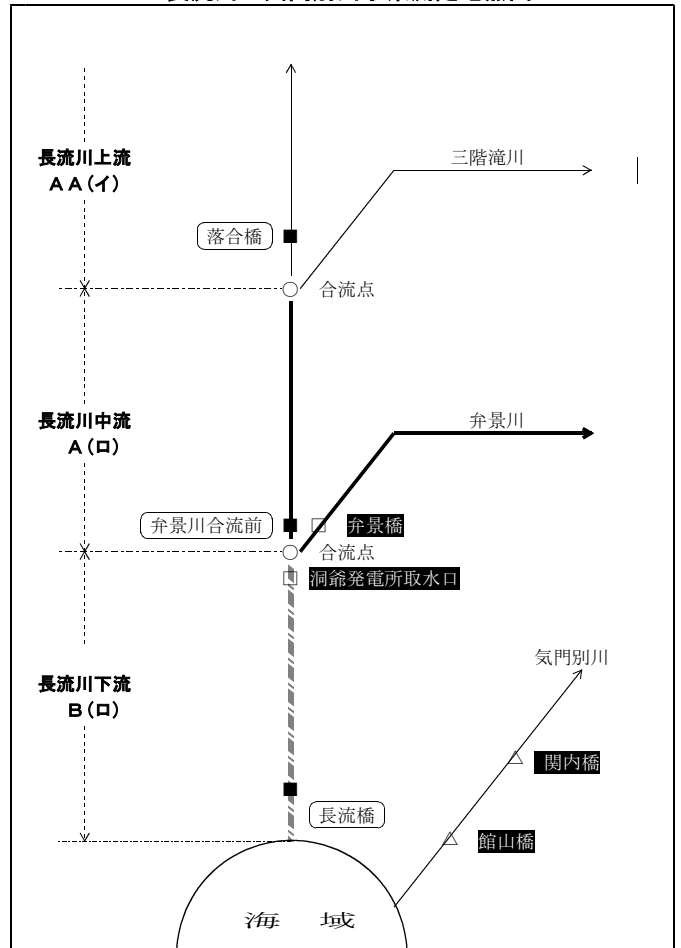 三階滝川
長流川上流
ＡＡ(イ)
落合橋
合流点
長流川中流
Ａ(ロ)
弁景川
弁景川合流前
弁景橋
合流点
洞爺発電所取水口
気門別川
長流川下流
Ｂ(ロ)
関内橋
長流橋
館山橋
海　域